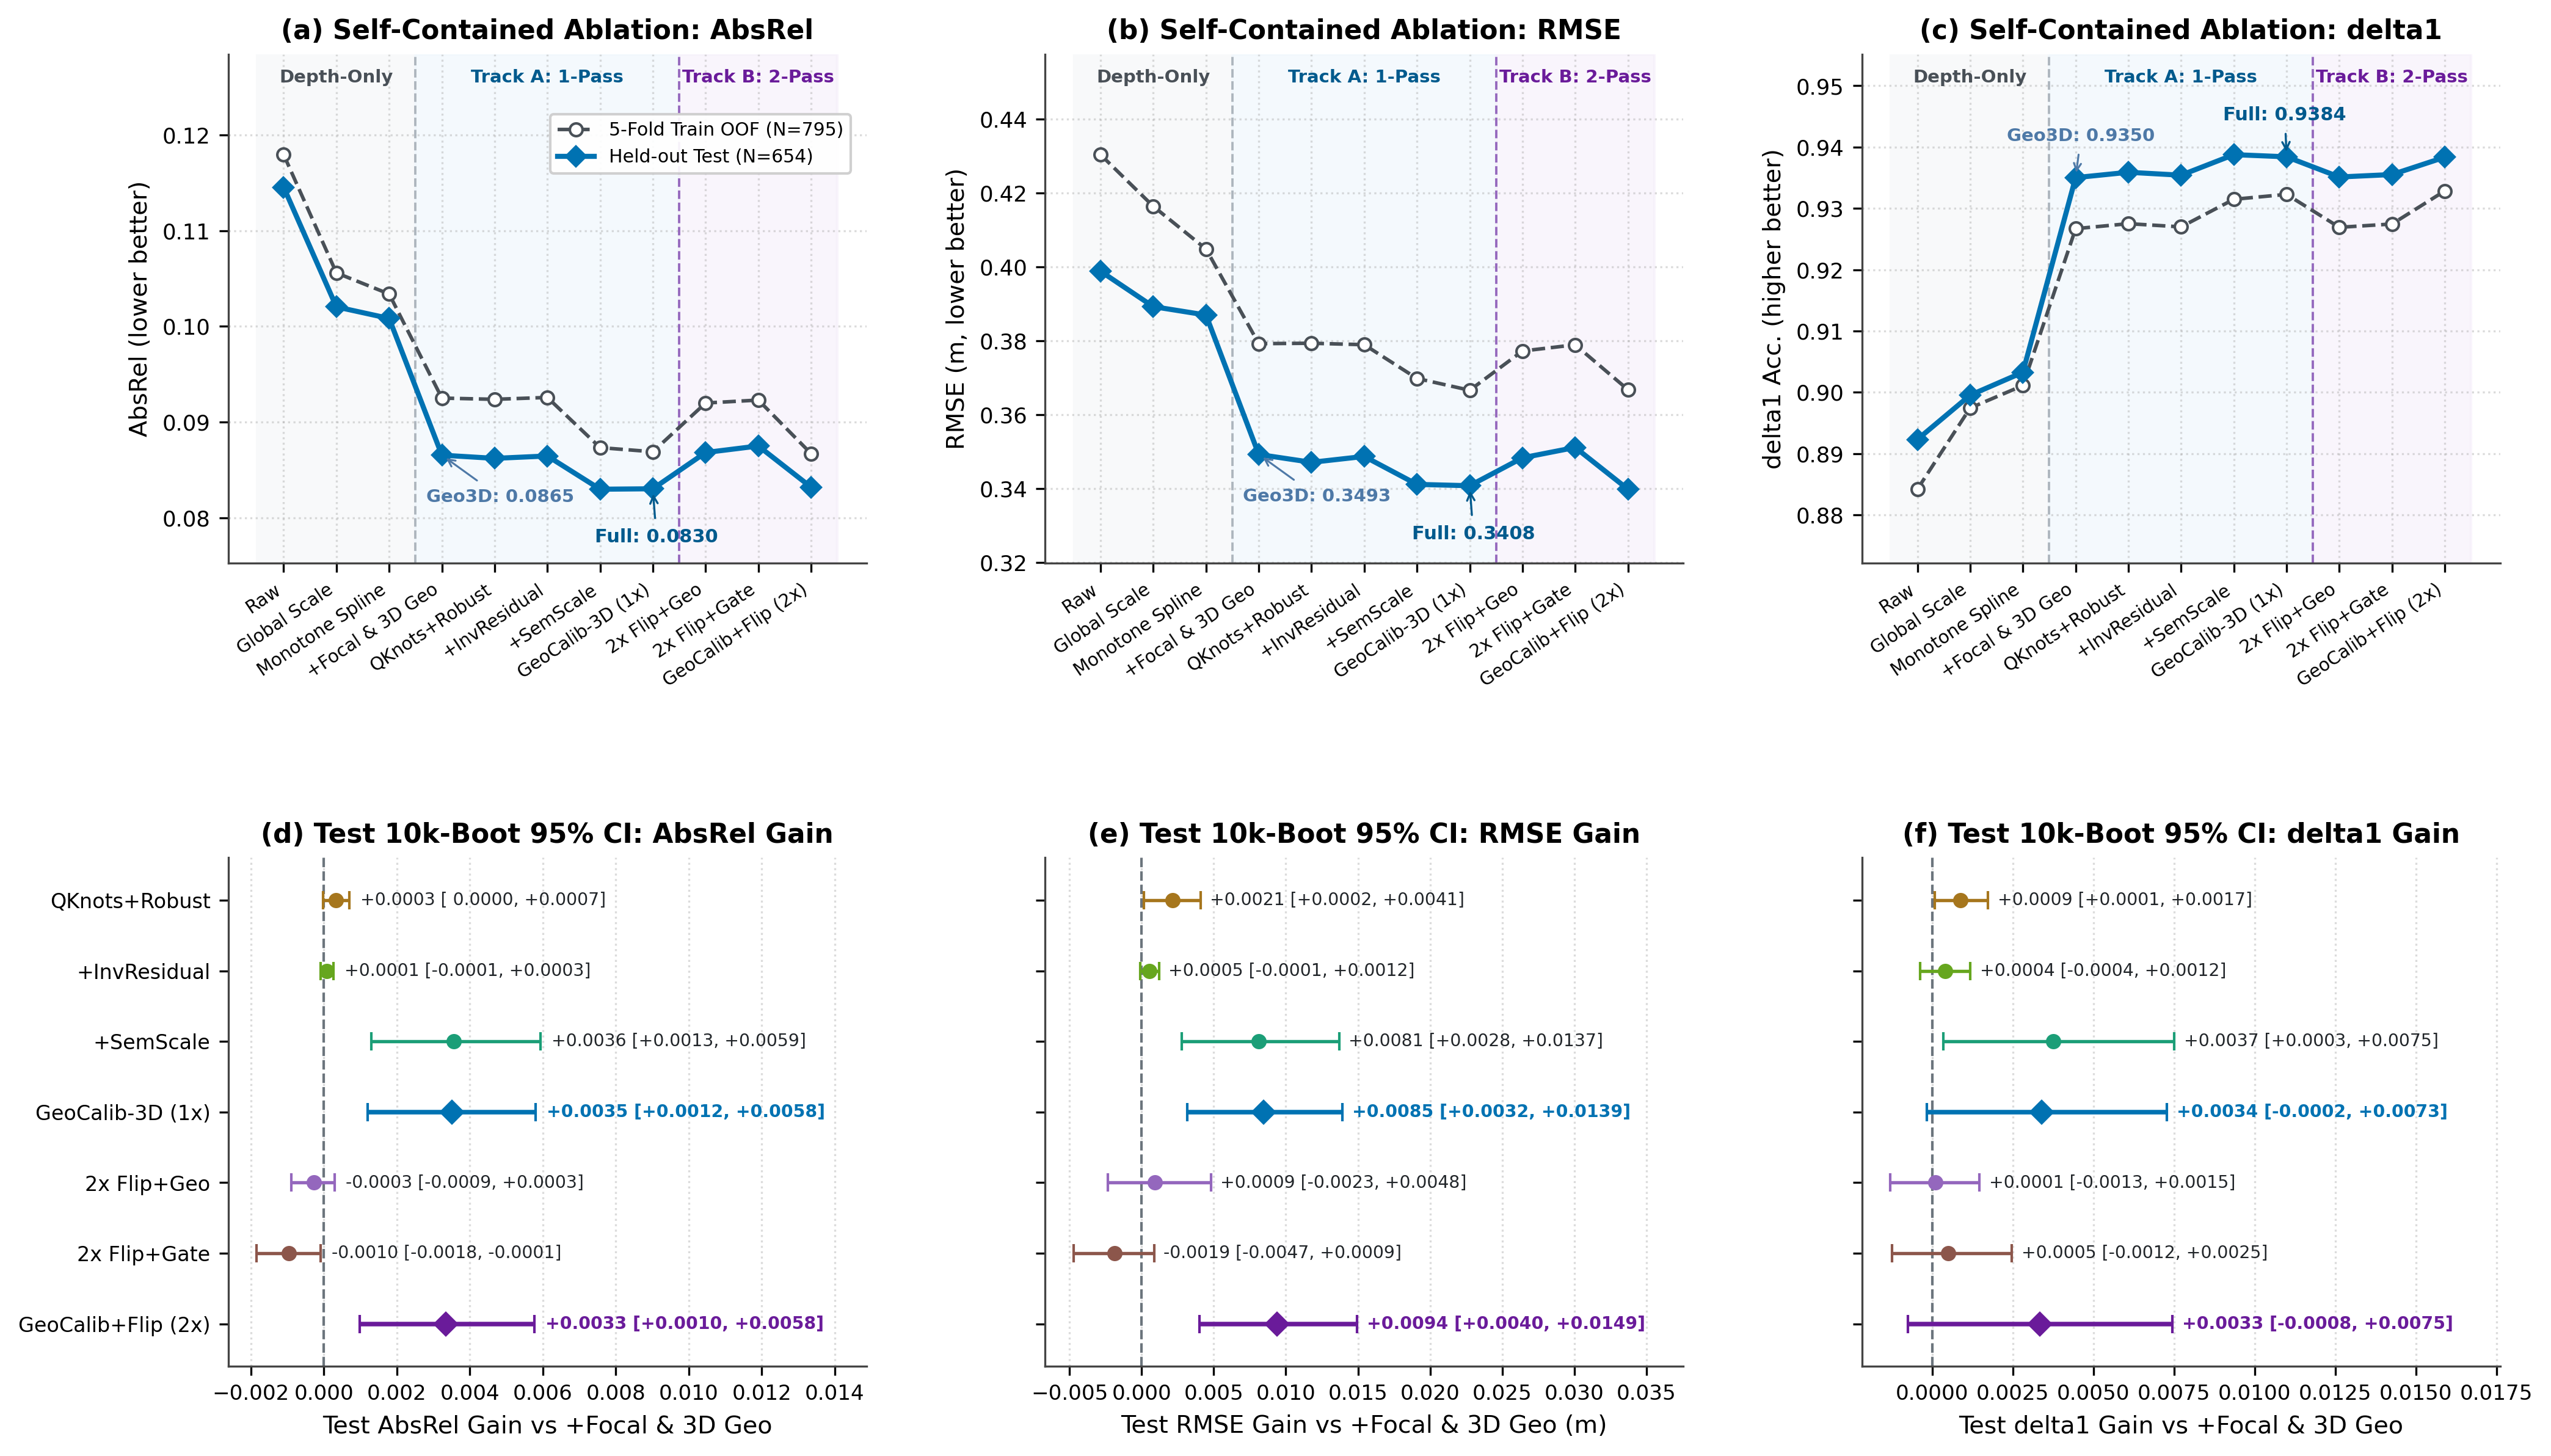 (a) Self-Contained Ablation: AbsRel
Depth-Only
Track A: 1-Pass
Track B: 2-Pass
5-Fold Train OOF (N=795)
Held-out Test (N=654)
AbsRel (lower better)
0.12
0.11
0.10
0.09
0.08
Geo3D: 0.0865
Full: 0.0830
Raw
Global Scale
Monotone Spline
+Focal & 3D Geo
QKnots+Robust
+InvResidual
+SemScale
GeoCalib-3D (1x)
2x Flip+Geo
2x Flip+Gate
GeoCalib+Flip (2x)
(b) Self-Contained Ablation: RMSE
Depth-Only
Track A: 1-Pass
Track B: 2-Pass
RMSE (m, lower better)
0.44
0.42
0.40
0.38
0.36
0.34
0.32
Geo3D: 0.3493
Full: 0.3408
Raw
Global Scale
Monotone Spline
+Focal & 3D Geo
QKnots+Robust
+InvResidual
+SemScale
GeoCalib-3D (1x)
2x Flip+Geo
2x Flip+Gate
GeoCalib+Flip (2x)
(c) Self-Contained Ablation: delta1
Depth-Only
Track A: 1-Pass
Track B: 2-Pass
delta1 Acc. (higher better)
0.95
0.94
0.93
0.92
0.91
0.90
0.89
0.88
Full: 0.9384
Geo3D: 0.9350
Raw
Global Scale
Monotone Spline
+Focal & 3D Geo
QKnots+Robust
+InvResidual
+SemScale
GeoCalib-3D (1x)
2x Flip+Geo
2x Flip+Gate
GeoCalib+Flip (2x)
(d) Test 10k-Boot 95% CI: AbsRel Gain
QKnots+Robust
+0.0003 [ 0.0000, +0.0007]
+InvResidual
+0.0001 [-0.0001, +0.0003]
+SemScale
+0.0036 [+0.0013, +0.0059]
GeoCalib-3D (1x)
+0.0035 [+0.0012, +0.0058]
2x Flip+Geo
-0.0003 [-0.0009, +0.0003]
2x Flip+Gate
-0.0010 [-0.0018, -0.0001]
GeoCalib+Flip (2x)
+0.0033 [+0.0010, +0.0058]
−0.002 0.000 0.002 0.004 0.006 0.008 0.010 0.012 0.014
Test AbsRel Gain vs +Focal & 3D Geo
(e) Test 10k-Boot 95% CI: RMSE Gain
+0.0021 [+0.0002, +0.0041]
+0.0005 [-0.0001, +0.0012]
+0.0081 [+0.0028, +0.0137]
+0.0085 [+0.0032, +0.0139]
+0.0009 [-0.0023, +0.0048]
-0.0019 [-0.0047, +0.0009]
+0.0094 [+0.0040, +0.0149]
−0.005 0.000 0.005 0.010 0.015 0.020 0.025 0.030 0.035
Test RMSE Gain vs +Focal & 3D Geo (m)
(f) Test 10k-Boot 95% CI: delta1 Gain
+0.0009 [+0.0001, +0.0017]
+0.0004 [-0.0004, +0.0012]
+0.0037 [+0.0003, +0.0075]
+0.0034 [-0.0002, +0.0073]
+0.0001 [-0.0013, +0.0015]
+0.0005 [-0.0012, +0.0025]
+0.0033 [-0.0008, +0.0075]
0.0000 0.0025 0.0050 0.0075 0.0100 0.0125 0.0150 0.0175
Test delta1 Gain vs +Focal & 3D Geo